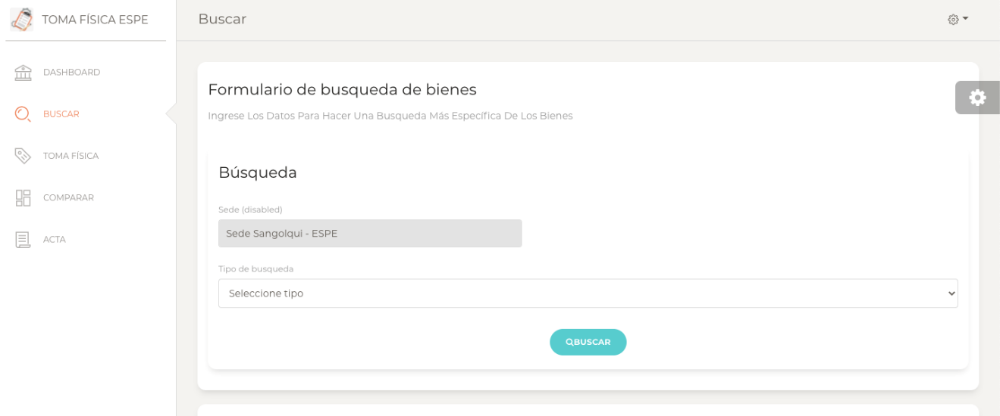 TOMA FÍSICA ESPE
Buscar
DASHBOARD
BUSCAR
TOMA FÍSICA
COMPARAR
ACTA
Formulario de busqueda de bienes
Ingrese Los Datos Para Hacer Una Busqueda Más Específica De Los Bienes
Búsqueda
Sede (disabled)
Sede Sangolqui - ESPE
Tipo de busqueda
Seleccione tipo
BUSCAR